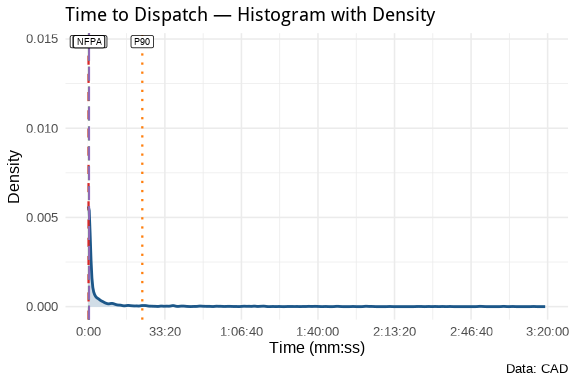 Time to Dispatch — Histogram with Density
NFPA
P90
0.015
0.010
0.005
0.000
Density
0:00
33:20
1:06:40
1:40:00
2:13:20
2:46:40
3:20:00
Time (mm:ss)
Data: CAD